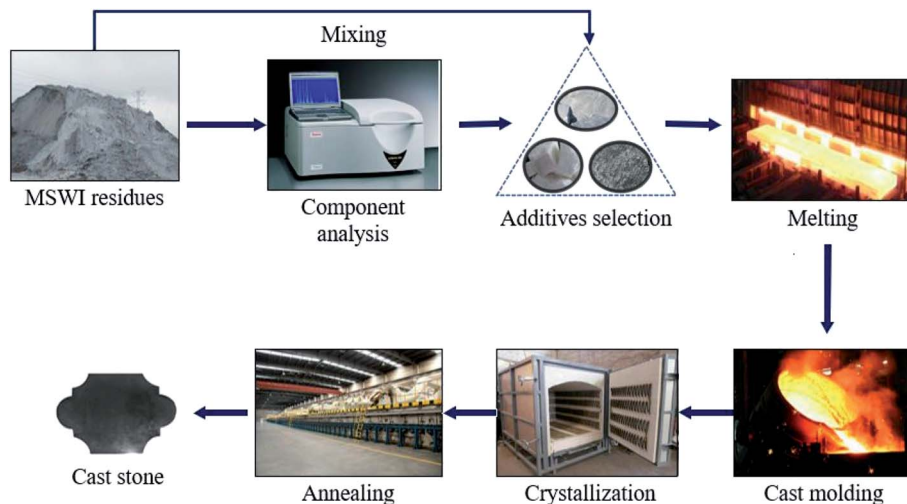 Mixing
MSWI residues
Component
analysis
Additives selection
Melting
Cast stone
Annealing
Crystallization
Cast molding